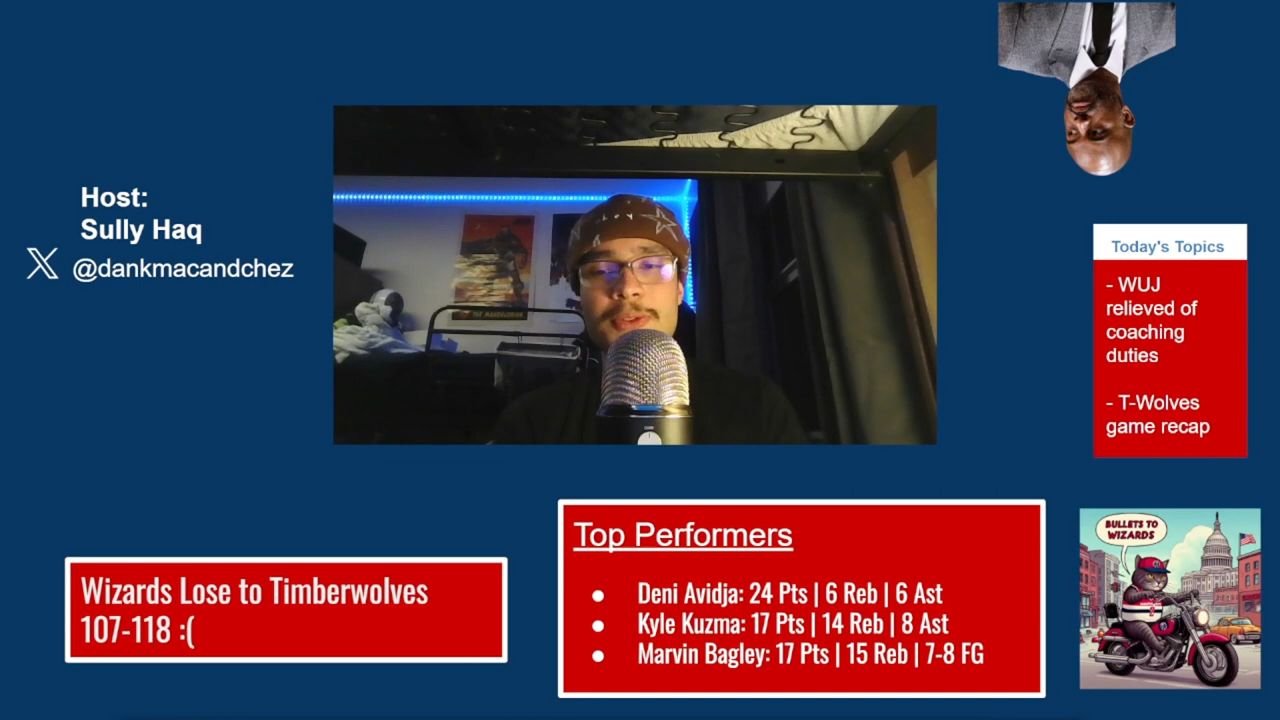 Host:
Sully Haq
@dankmacandchez
Today's Topics
- WUJ
relieved of
coaching
duties
- T-Wolves
game recap
THE MANDALORIAN
Wizards Lose to Timberwolves
107-118 :(
Top Performers
● Deni Avidja: 24 Pts | 6 Reb | 6 Ast
● Kyle Kuzma: 17 Pts | 14 Reb | 8 Ast
● Marvin Bagley: 17 Pts | 15 Reb | 7-8 FG
BULLETS TO
WIZARDS